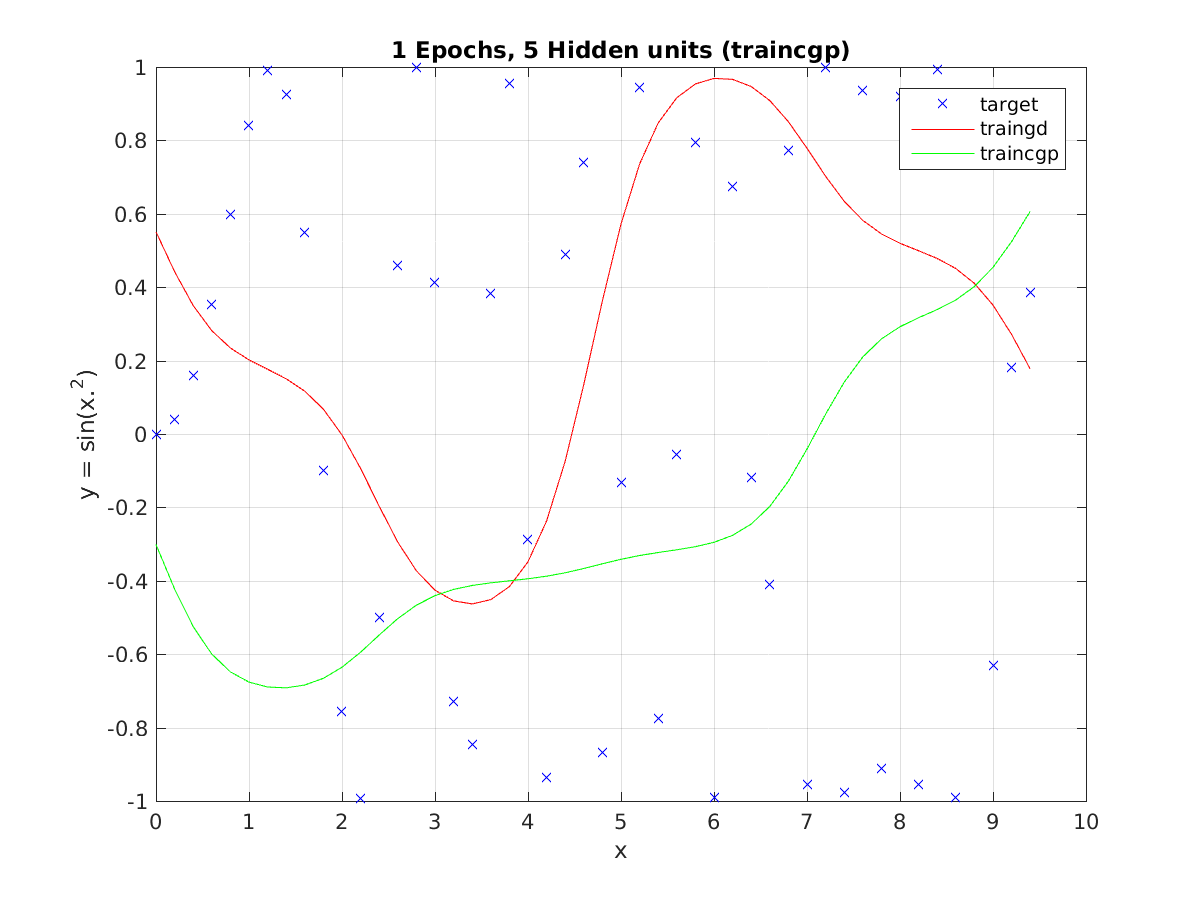 1 Epochs, 5 Hidden units (traincgp)
target
traingd
traincgp
1
0.8
0.6
0.4
0.2
0
-0.2
-0.4
-0.6
-0.8
-1
y = sin(x.²)
0 1 2 3 4 5 6 7 8 9 10
x